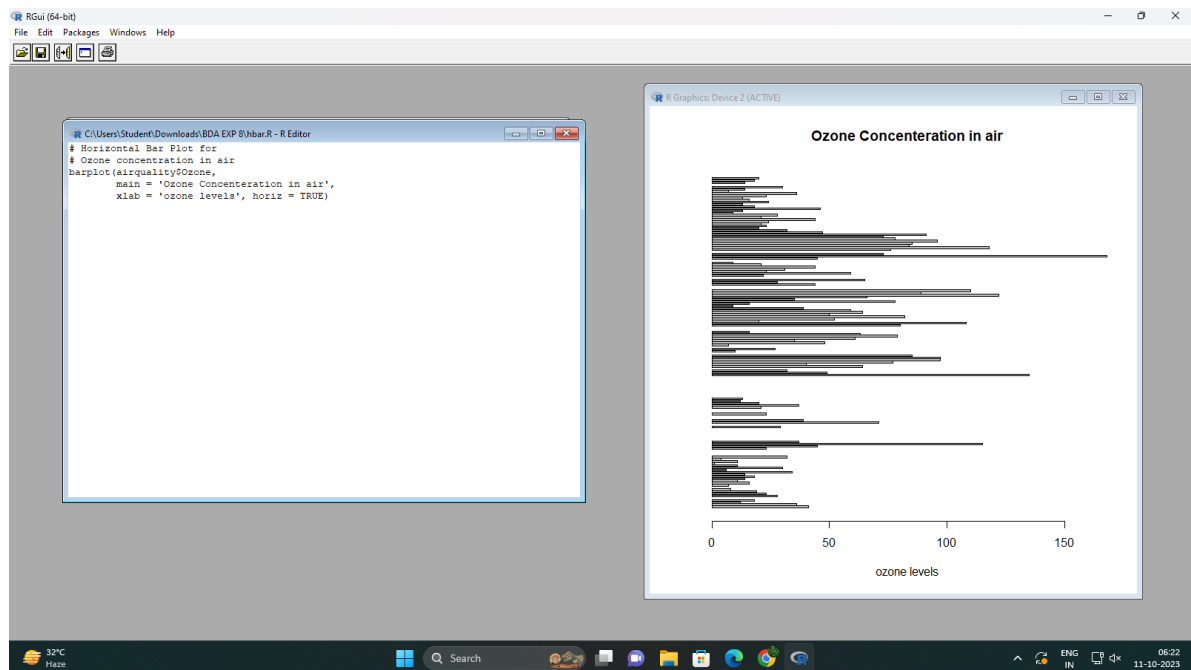 RGui (64-bit)
File Edit Packages Windows Help
C:\Users\Student\Downloads\BDA EXP 8\hbar.R - R Editor
# Horizontal Bar Plot for
# Ozone concentration in air
barplot(airquality$Ozone,
        main = 'Ozone Concenteration in air',
        xlab = 'ozone levels', horiz = TRUE)
R Graphics: Device 2 (ACTIVE)
Ozone Concenteration in air
0 50 100 150
ozone levels
32°C
Haze
Search
ENG
IN
06:22
11-10-2023